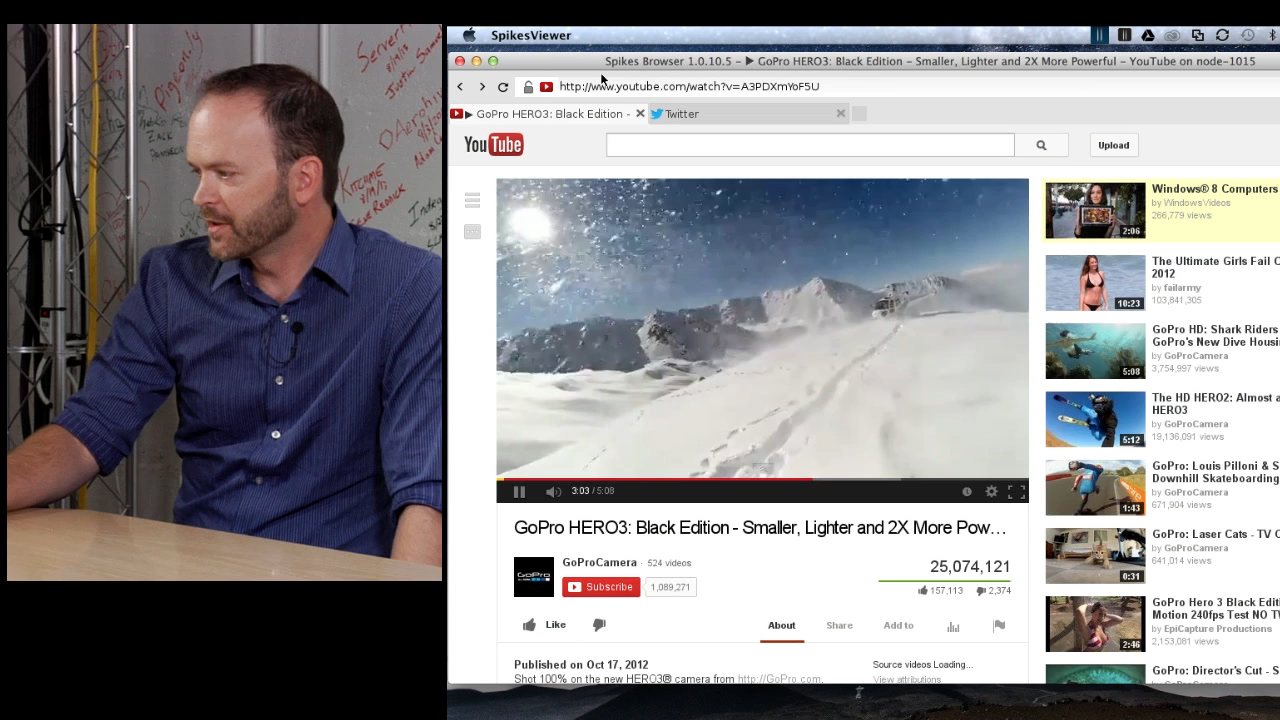 SpikesViewer
Spikes Browser 1.0.10.5 - ▶ GoPro HERO3: Black Edition - Smaller, Lighter and 2X More Powerful - YouTube on node-1015
http://www.youtube.com/watch?v=A3PDXmYoF5U
▶ GoPro HERO3: Black Edition -
Twitter
YouTube
Upload
Pigeonly
KITCHME
3:03 / 5:08
GoPro HERO3: Black Edition - Smaller, Lighter and 2X More Pow…
GoPro
GoProCamera · 524 videos
Subscribe 1,089,271
25,074,121
157,113 2,374
Like
About Share Add to
Published on Oct 17, 2012
Shot 100% on the new HERO3® camera from http://GoPro.com.
Source videos Loading...
View attributions
Windows® 8 Computers
by WindowsVideos
266,779 views
2:06
The Ultimate Girls Fail C
2012
by failarmy
103,841,305
10:23
GoPro HD: Shark Riders
GoPro's New Dive Housi
by GoProCamera
3,754,997 views
5:08
The HD HERO2: Almost a
HERO3
by GoProCamera
19,136,091 views
5:12
GoPro: Louis Pilloni & S
Downhill Skateboarding
by GoProCamera
671,904 views
1:43
GoPro: Laser Cats - TV C
by GoProCamera
641,014 views
0:31
GoPro Hero 3 Black Editi
Motion 240fps Test NO TV
by EpiCapture Productions
2,153,081 views
2:46
GoPro: Director's Cut - S